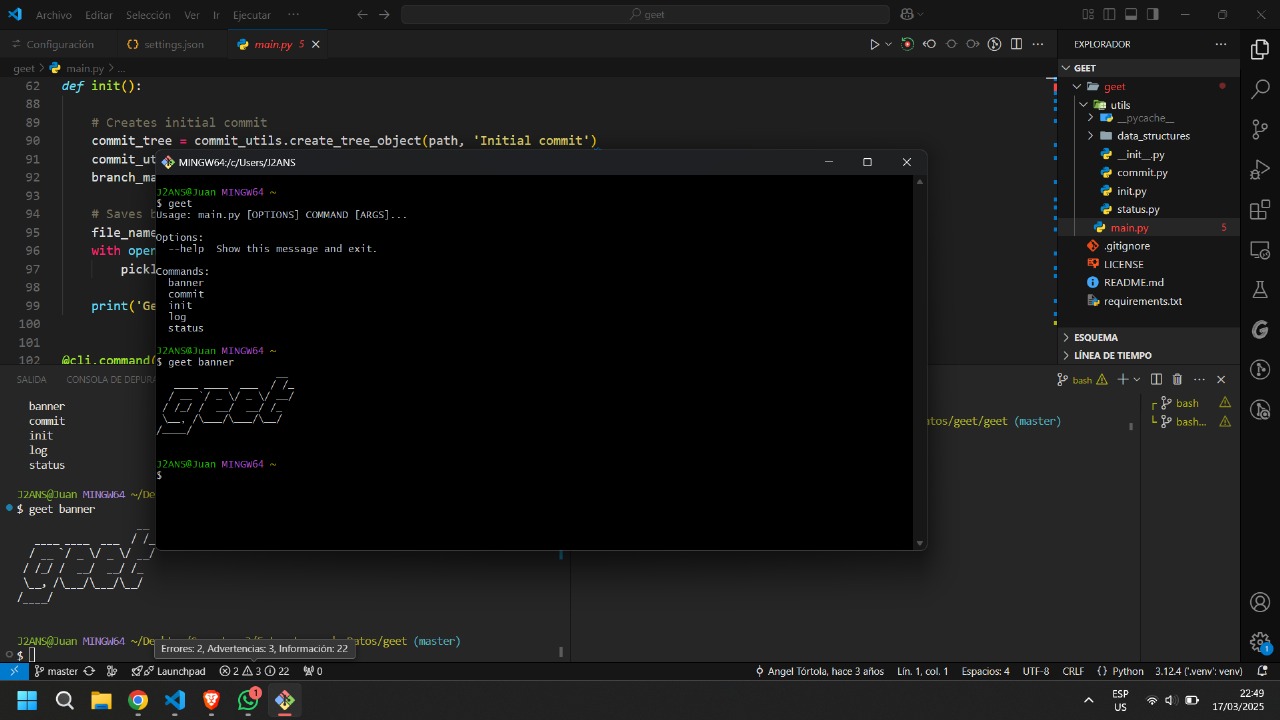 Archivo Editar Selección Ver Ir Ejecutar ··· geet
Configuración settings.json main.py 5
geet > main.py > ...
62 def init():
88
89 # Creates initial commit
90 commit_tree = commit_utils.create_tree_object(path, 'Initial commit')
91 commit_ut
92 branch_ma
93
94 # Saves b
95 file_name
96 with open
97 pickl
98
99 print('Ge
100
101
102 @cli.command(
MINGW64:/c/Users/J2ANS
J2ANS@Juan MINGW64 ~
$ geet
Usage: main.py [OPTIONS] COMMAND [ARGS]...
Options:
--help Show this message and exit.
Commands:
banner
commit
init
log
status
J2ANS@Juan MINGW64 ~
$ geet banner
geet
J2ANS@Juan MINGW64 ~
$
EXPLORADOR
GEET
geet
utils
__pycache__
data_structures
__init__.py
commit.py
init.py
status.py
main.py 5
.gitignore
LICENSE
README.md
requirements.txt
ESQUEMA
LÍNEA DE TIEMPO
SALIDA CONSOLA DE DEPURA
bash
banner
commit
init
log
status
J2ANS@Juan MINGW64 ~/De
$ geet banner
geet
J2ANS@Juan MINGW64
atos/geet (master)
$
tos/geet/geet (master)
bash
bash...
Errores: 2, Advertencias: 3, Información: 22
master Launchpad 2 3 22 0 Angel Tórtola, hace 3 años Lín. 1, col. 1 Espacios: 4 UTF-8 CRLF Python 3.12.4 ('.venv': venv)
1
1
ESP
US
22:49
17/03/2025